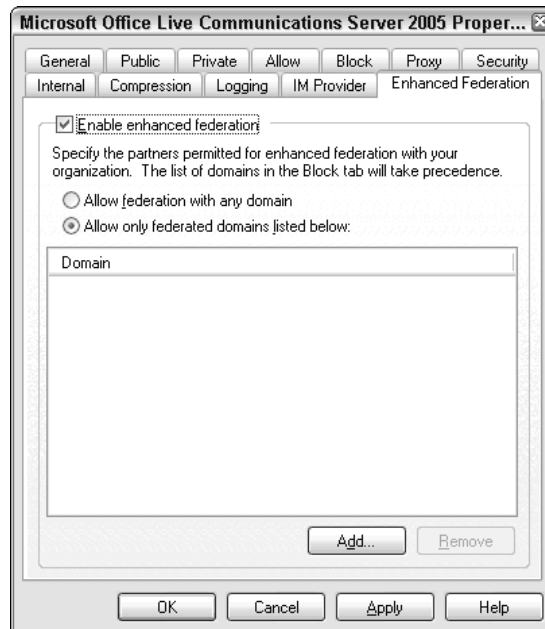 Microsoft Office Live Communications Server 2005 Proper...
General Public Private Allow Block Proxy Security
Internal Compression Logging IM Provider Enhanced Federation
Enable enhanced federation
Specify the partners permitted for enhanced federation with your
organization. The list of domains in the Block tab will take precedence.
Allow federation with any domain
Allow only federated domains listed below:
Domain
Add... Remove
OK Cancel Apply Help